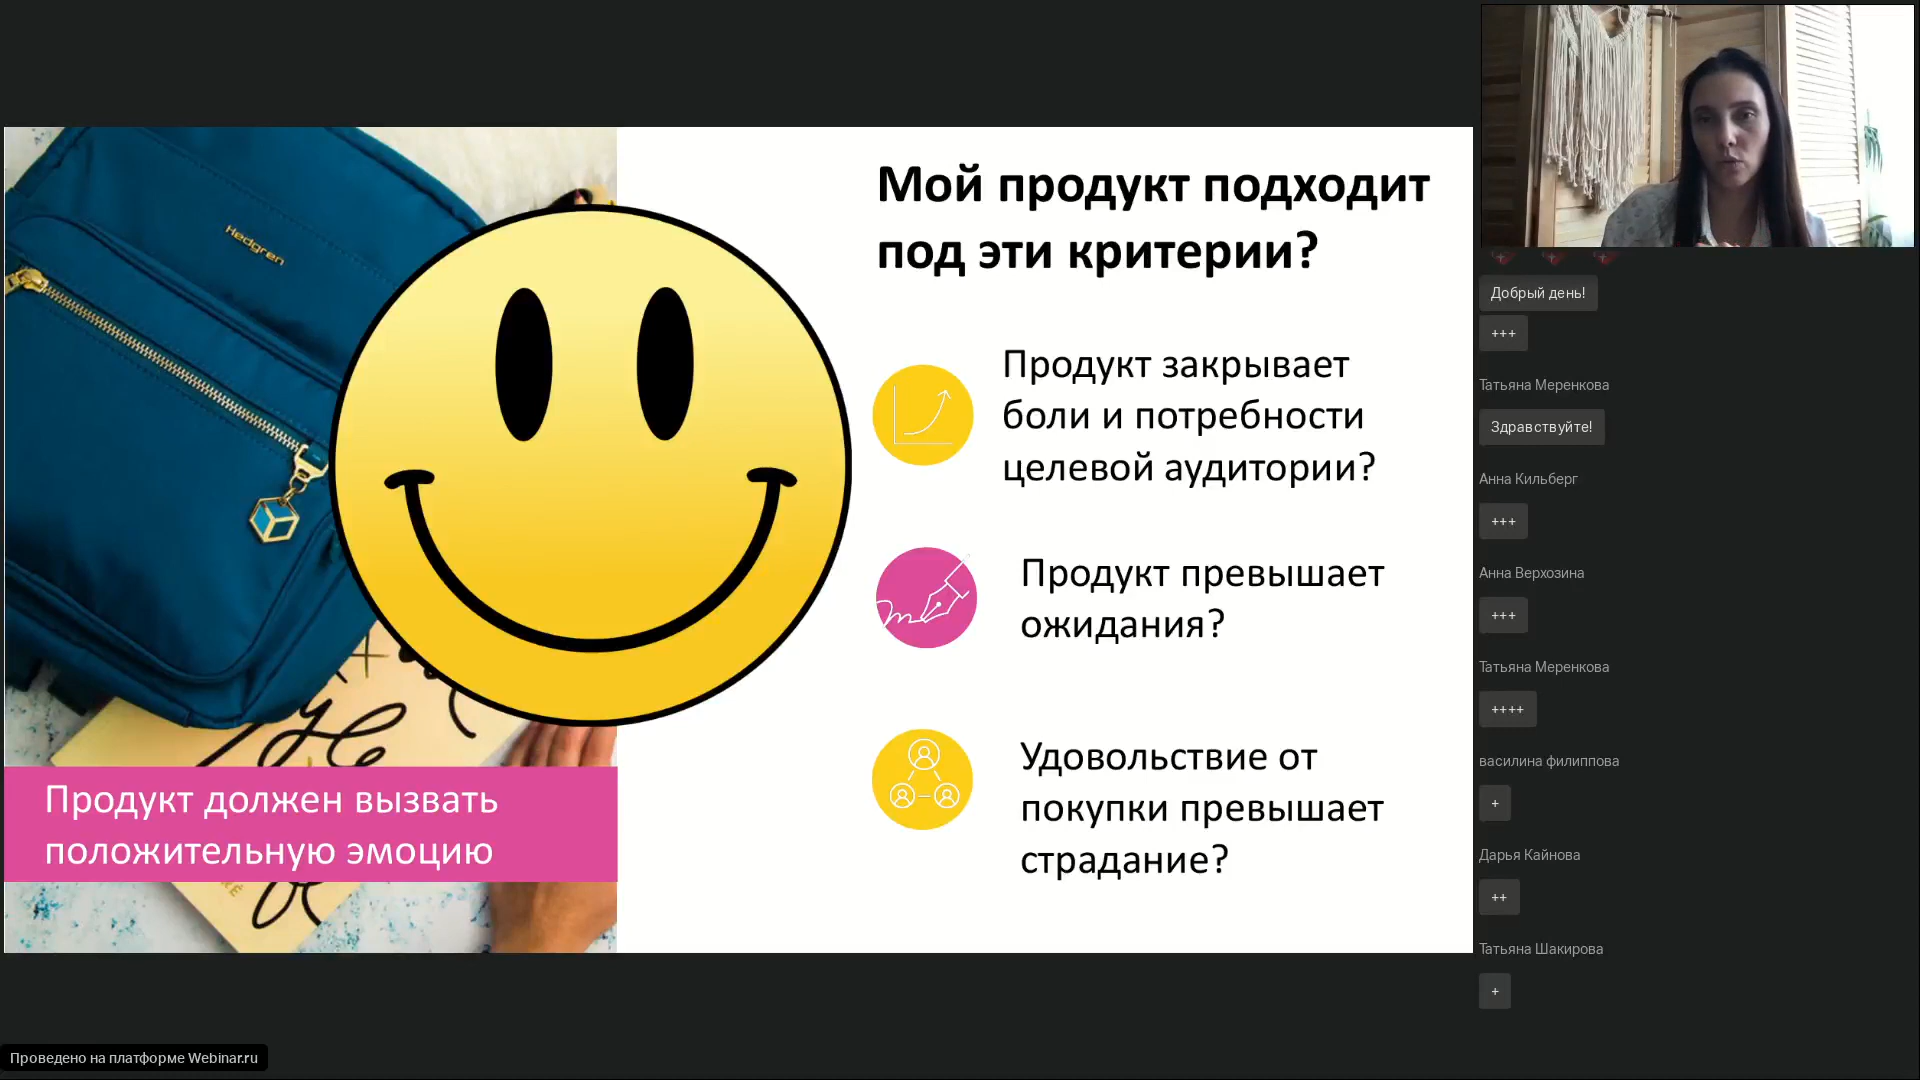 Hedgren
Мой продукт подходит
под эти критерии?
Продукт закрывает
боли и потребности
целевой аудитории?
Продукт превышает
ожидания?
Удовольствие от
покупки превышает
страдание?
Продукт должен вызвать
положительную эмоцию
Добрый день!
+++
Татьяна Меренкова
Здравствуйте!
Анна Кильберг
+++
Анна Верхозина
+++
Татьяна Меренкова
++++
василина филиппова
+
Дарья Кайнова
++
Татьяна Шакирова
+
Проведено на платформе Webinar.ru